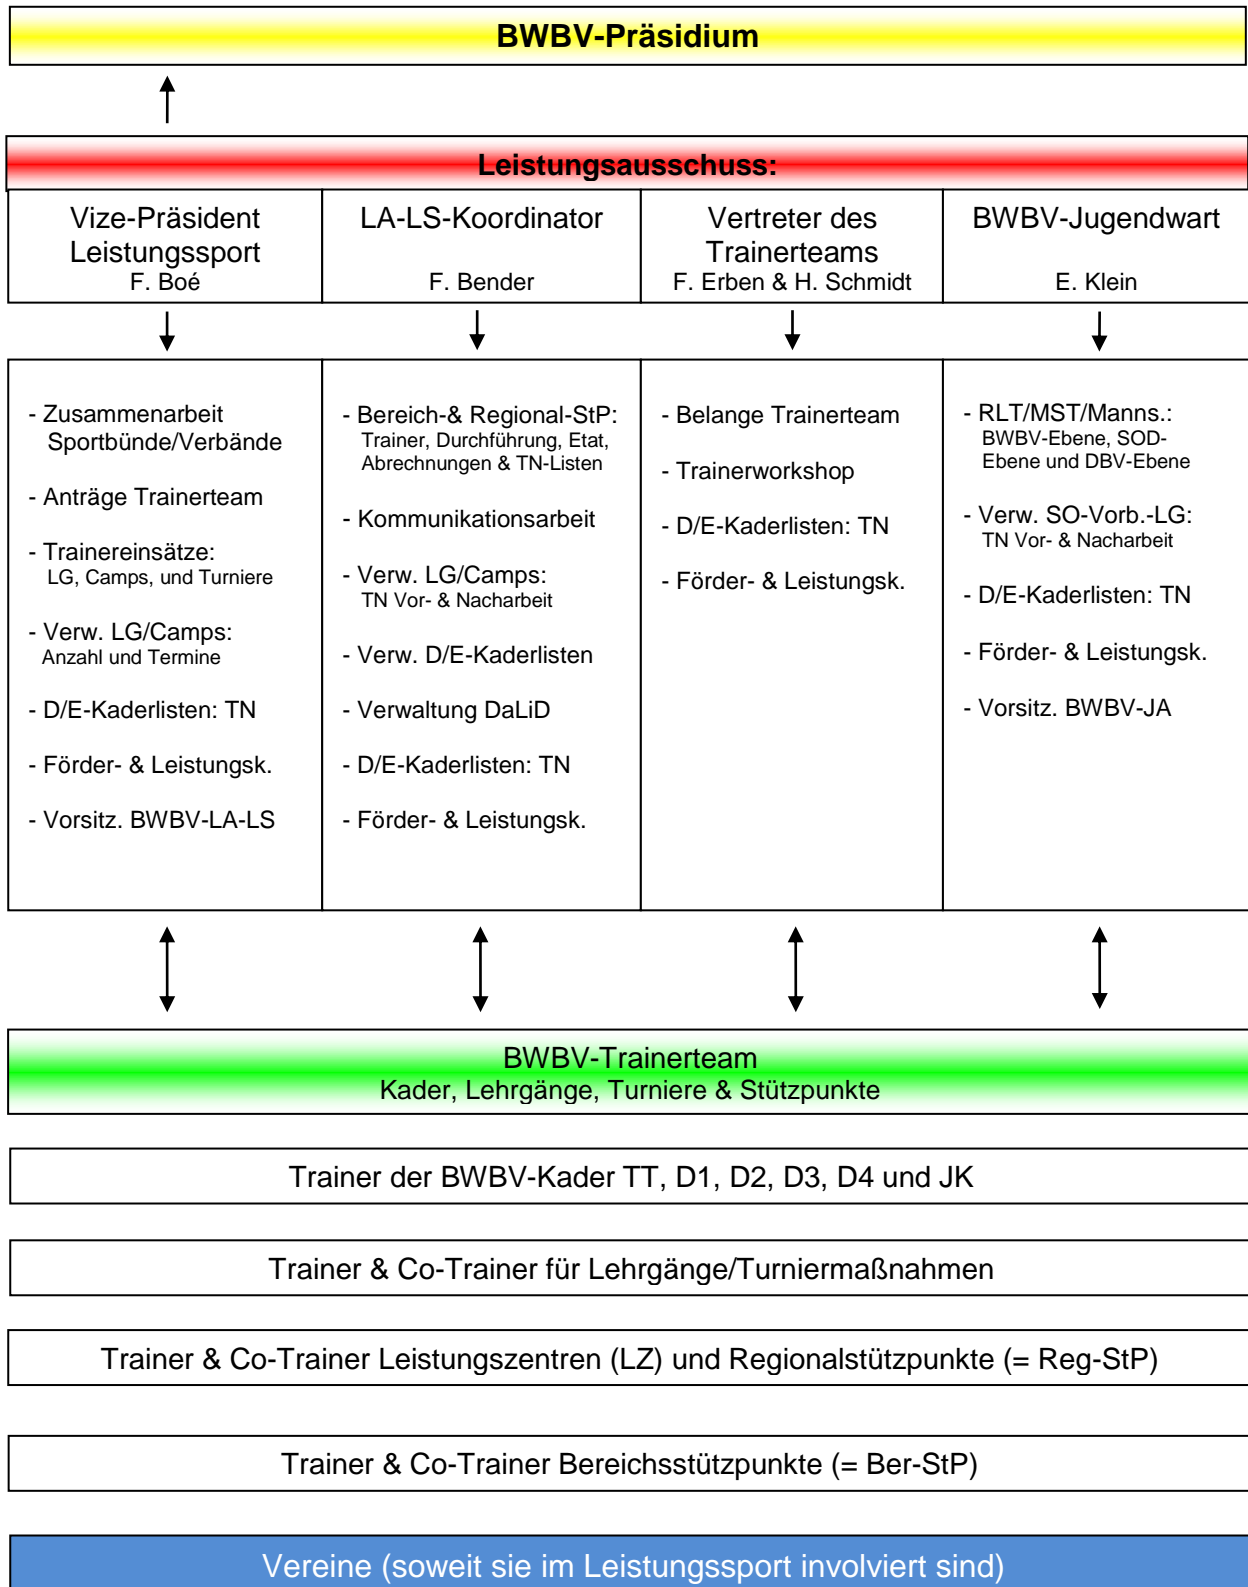 BWBV-Präsidium
Leistungsausschuss:
Vize-Präsident
Leistungssport
F. Boé
LA-LS-Koordinator
F. Bender
Vertreter des
Trainerteams
F. Erben & H. Schmidt
BWBV-Jugendwart
E. Klein
- Zusammenarbeit
Sportbünde/Verbände
- Anträge Trainerteam
- Trainereinsätze:
LG, Camps, und Turniere
- Verw. LG/Camps:
Anzahl und Termine
- D/E-Kaderlisten: TN
- Förder- & Leistungsk.
- Vorsitz. BWBV-LA-LS
- Bereich-& Regional-StP:
Trainer, Durchführung, Etat,
Abrechnungen & TN-Listen
- Kommunikationsarbeit
- Verw. LG/Camps:
TN Vor- & Nacharbeit
- Verw. D/E-Kaderlisten
- Verwaltung DaLiD
- D/E-Kaderlisten: TN
- Förder- & Leistungsk.
- Belange Trainerteam
- Trainerworkshop
- D/E-Kaderlisten: TN
- Förder- & Leistungsk.
- RLT/MST/Manns.:
BWBV-Ebene, SOD-
Ebene und DBV-Ebene
- Verw. SO-Vorb.-LG:
TN Vor- & Nacharbeit
- D/E-Kaderlisten: TN
- Förder- & Leistungsk.
- Vorsitz. BWBV-JA
BWBV-Trainerteam
Kader, Lehrgänge, Turniere & Stützpunkte
Trainer der BWBV-Kader TT, D1, D2, D3, D4 und JK
Trainer & Co-Trainer für Lehrgänge/Turniermaßnahmen
Trainer & Co-Trainer Leistungszentren (LZ) und Regionalstützpunkte (= Reg-StP)
Trainer & Co-Trainer Bereichsstützpunkte (= Ber-StP)
Vereine (soweit sie im Leistungssport involviert sind)